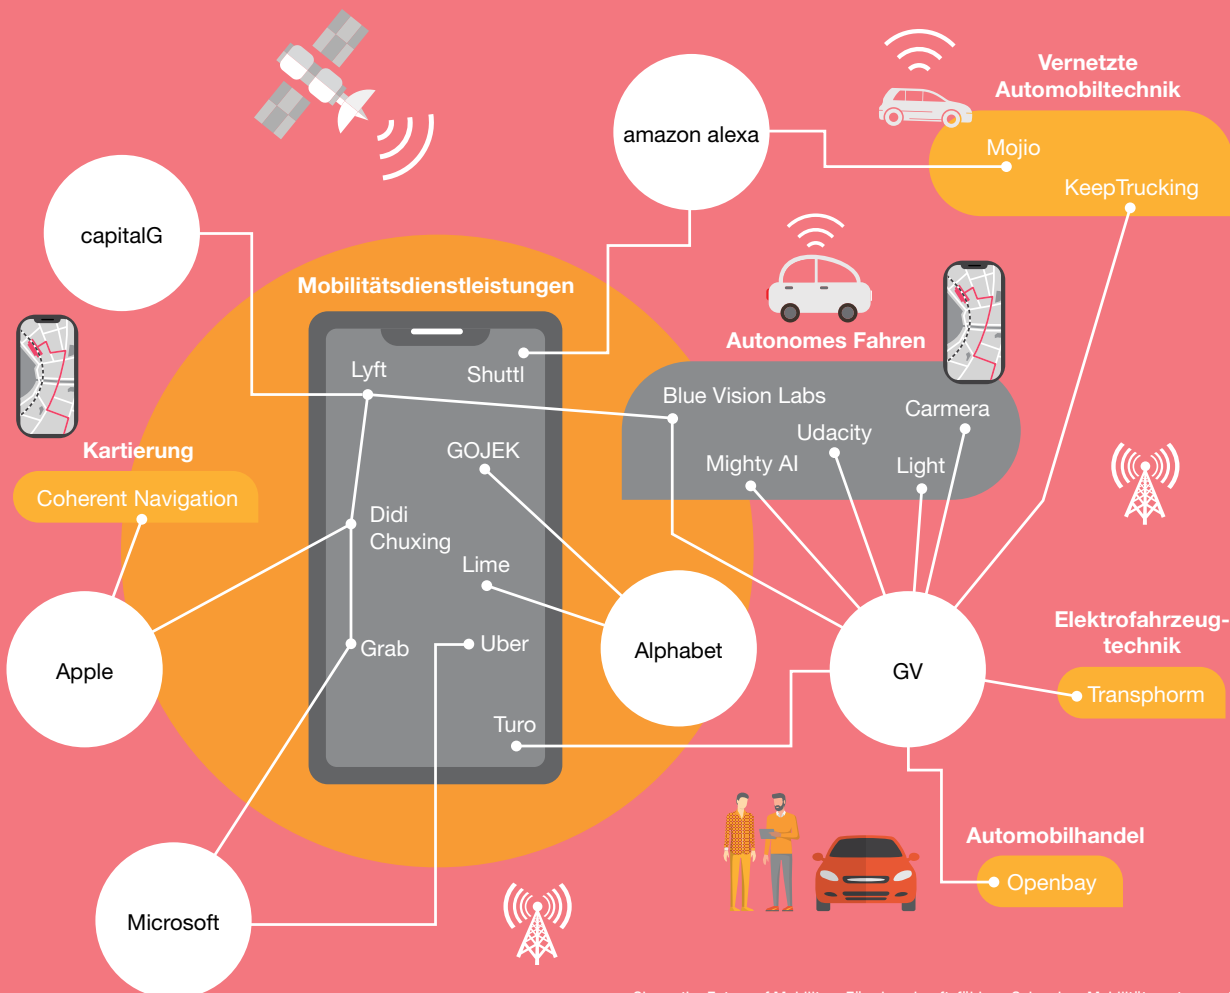 Vernetzte
Automobiltechnik
amazon alexa
Mojio
KeepTrucking
capitalG
Mobilitätsdienstleistungen
Autonomes Fahren
Lyft
Shuttl
Blue Vision Labs
Carmera
Udacity
Kartierung
GOJEK
Mighty AI
Light
Coherent Navigation
Didi
Chuxing
Lime
Elektrofahrzeug-
technik
Apple
Grab
Uber
Alphabet
GV
Transphorm
Turo
Automobilhandel
Openbay
Microsoft